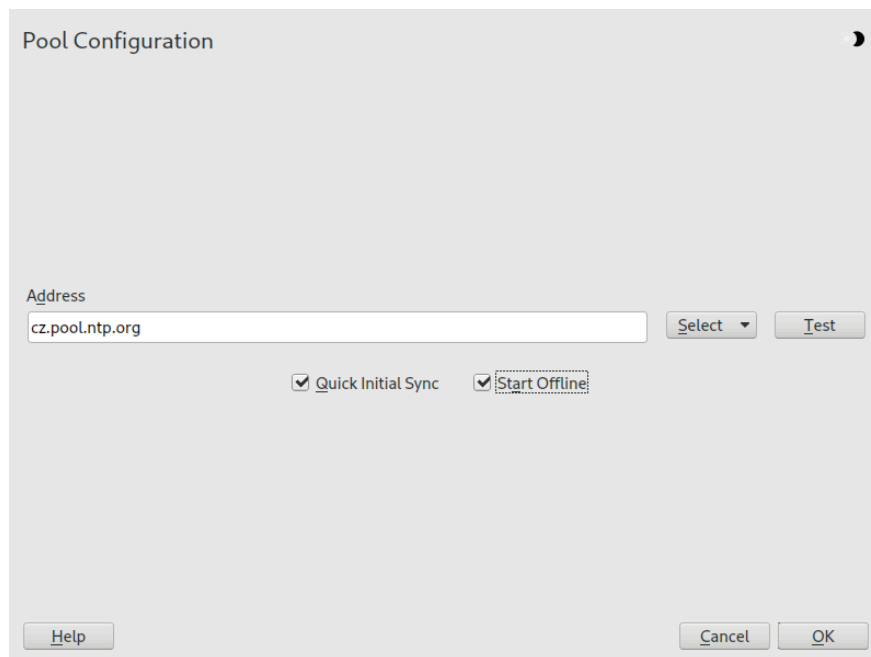 Pool Configuration
Address
cz.pool.ntp.org
Select
Test
Quick Initial Sync
Start Offline
Help
Cancel
OK